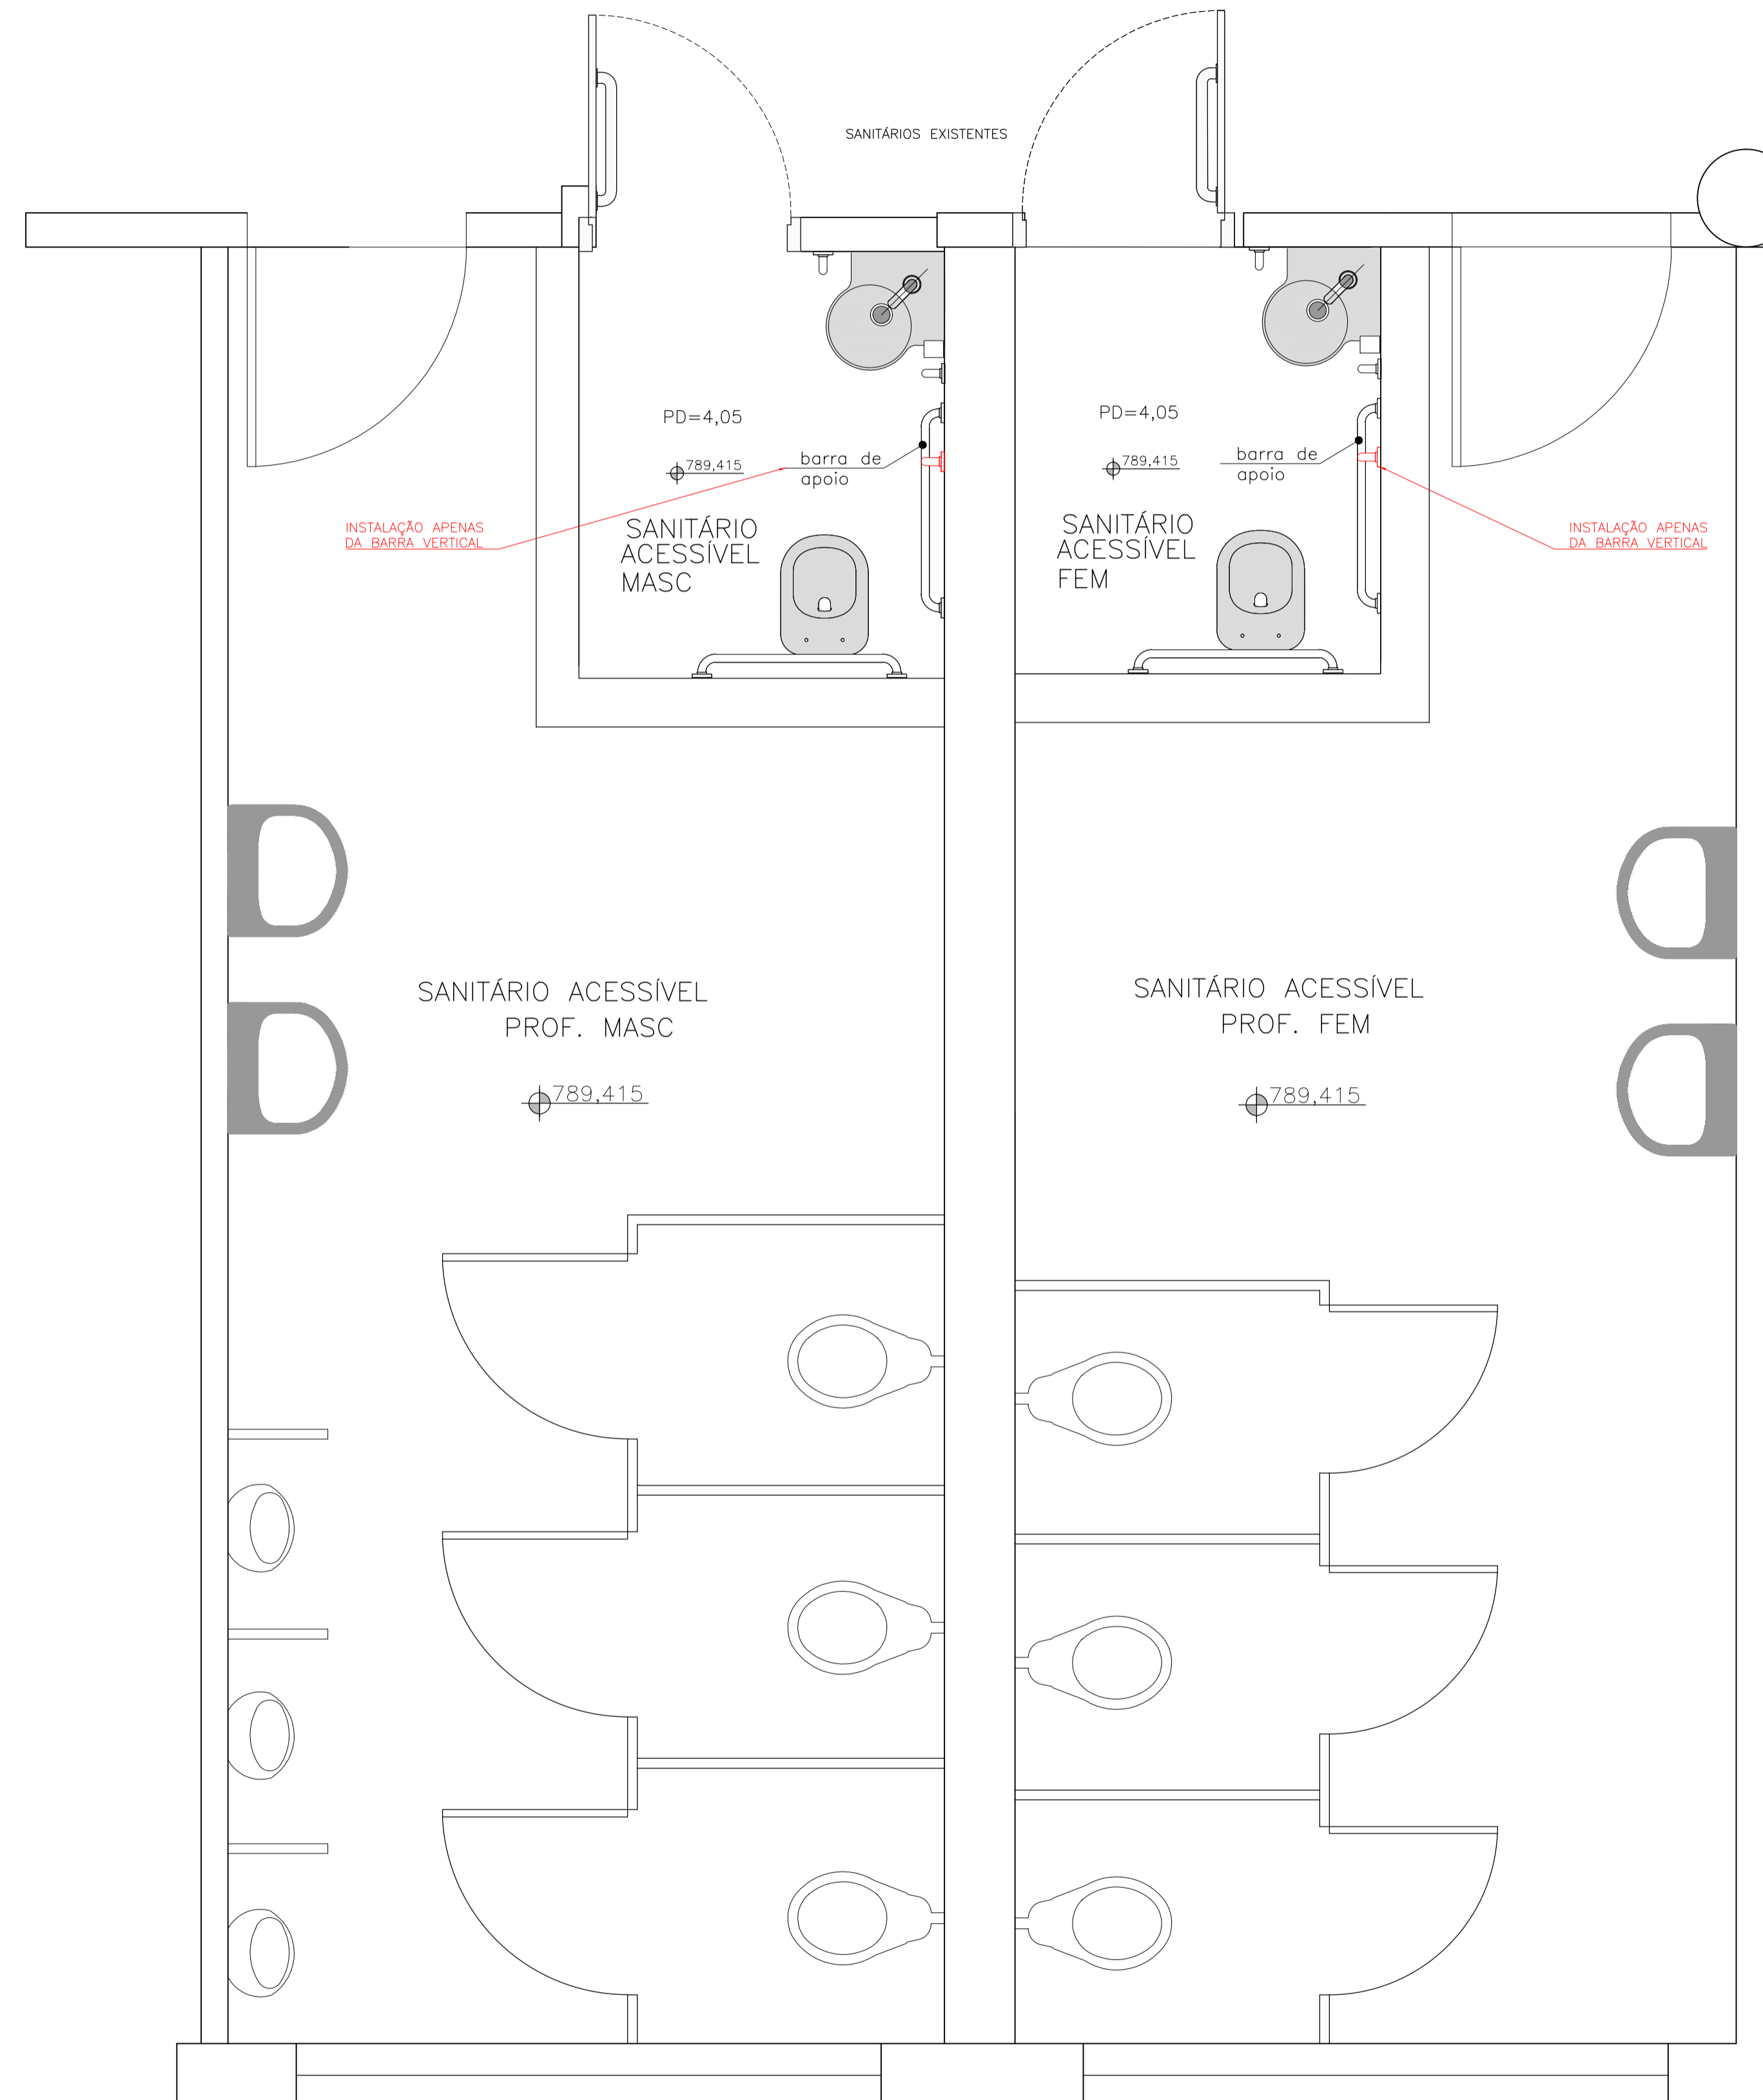 SANITÁRIOS EXISTENTES
PD=4,05
789,415
barra de
apoio
INSTALAÇÃO APENAS
DA BARRA VERTICAL
SANITÁRIO
ACESSÍVEL
MASC
PD=4,05
789,415
barra de
apoio
SANITÁRIO
ACESSÍVEL
FEM
INSTALAÇÃO APENAS
DA BARRA VERTICAL
SANITÁRIO ACESSÍVEL
PROF. MASC
789,415
SANITÁRIO ACESSÍVEL
PROF. FEM
789,415